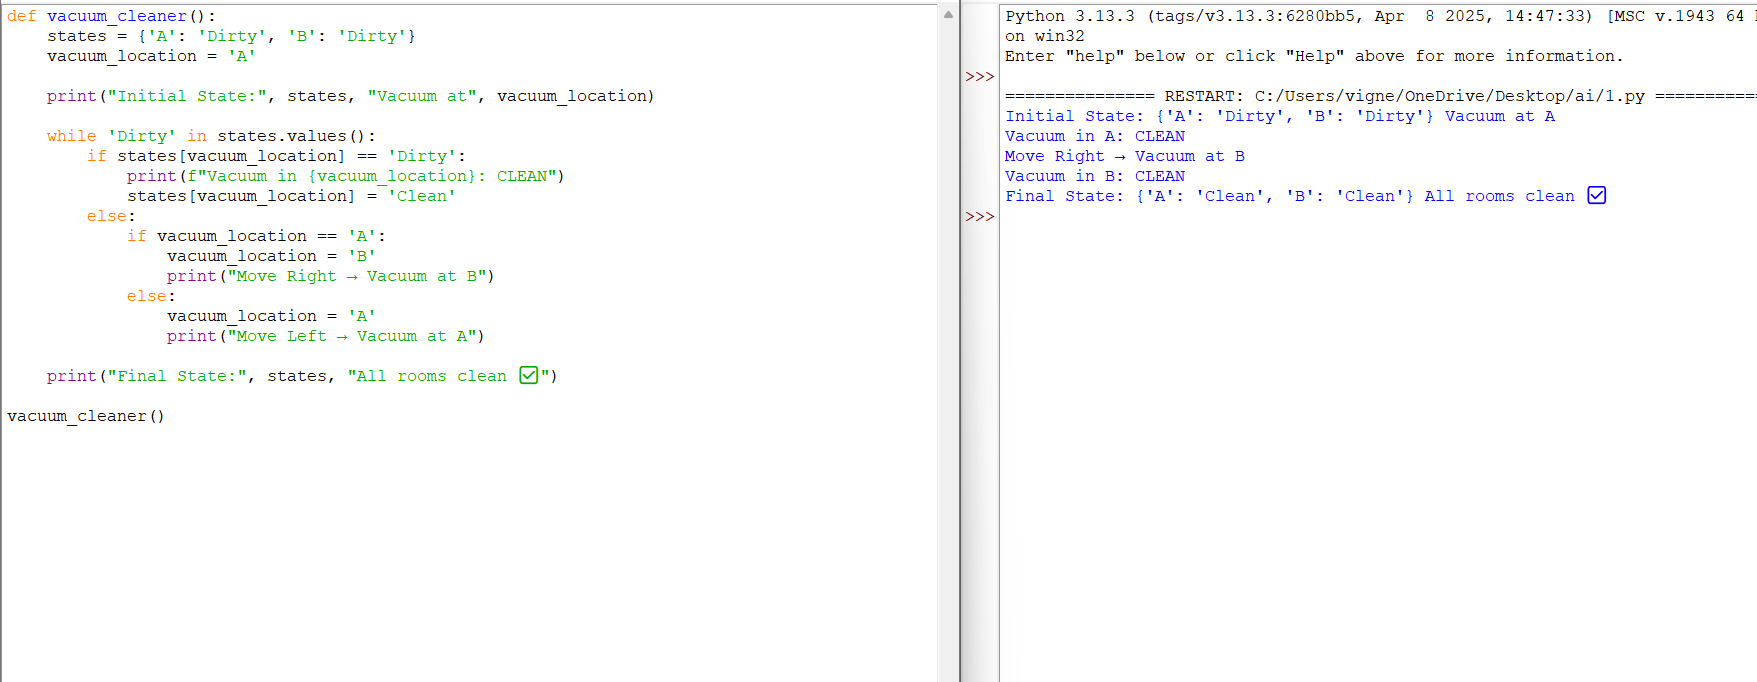 def vacuum_cleaner():
    states = {'A': 'Dirty', 'B': 'Dirty'}
    vacuum_location = 'A'

    print("Initial State:", states, "Vacuum at", vacuum_location)

    while 'Dirty' in states.values():
        if states[vacuum_location] == 'Dirty':
            print(f"Vacuum in {vacuum_location}: CLEAN")
            states[vacuum_location] = 'Clean'
        else:
            if vacuum_location == 'A':
                vacuum_location = 'B'
                print("Move Right → Vacuum at B")
            else:
                vacuum_location = 'A'
                print("Move Left → Vacuum at A")

    print("Final State:", states, "All rooms clean ✅")

vacuum_cleaner()

Python 3.13.3 (tags/v3.13.3:6280bb5, Apr  8 2025, 14:47:33) [MSC v.1943 64
on win32
Enter "help" below or click "Help" above for more information.
>>>
=============== RESTART: C:/Users/vigne/OneDrive/Desktop/ai/1.py ==========
Initial State: {'A': 'Dirty', 'B': 'Dirty'} Vacuum at A
Vacuum in A: CLEAN
Move Right → Vacuum at B
Vacuum in B: CLEAN
Final State: {'A': 'Clean', 'B': 'Clean'} All rooms clean ✅
>>>